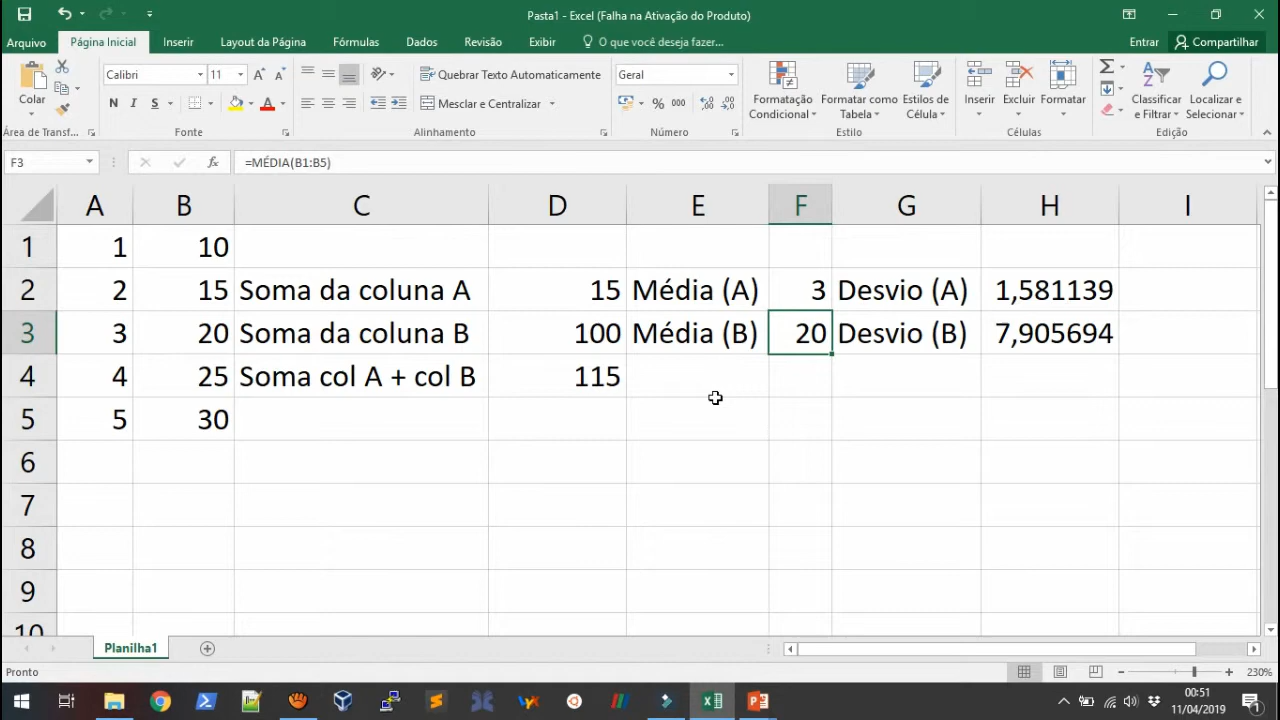 Pasta1 - Excel (Falha na Ativação do Produto)
Arquivo Página Inicial Inserir Layout da Página Fórmulas Dados Revisão Exibir O que você deseja fazer... Entrar Compartilhar
Colar Calibri 11 Quebrar Texto Automaticamente Geral Formatação Condicional Formatar como Tabela Estilos de Célula Inserir Excluir Formatar Classificar e Filtrar Localizar e Selecionar
N I S Mesclar e Centralizar % 000
Área de Transf... Fonte Alinhamento Número Estilo Células Edição
F3 fx =MÉDIA(B1:B5)
A B C D E F G H I
1 1 10
2 2 15 Soma da coluna A 15 Média (A) 3 Desvio (A) 1,581139
3 3 20 Soma da coluna B 100 Média (B) 20 Desvio (B) 7,905694
4 4 25 Soma col A + col B 115
5 5 30
6
7
8
9
10
Planilha1
Pronto 230%
00:51
11/04/2019